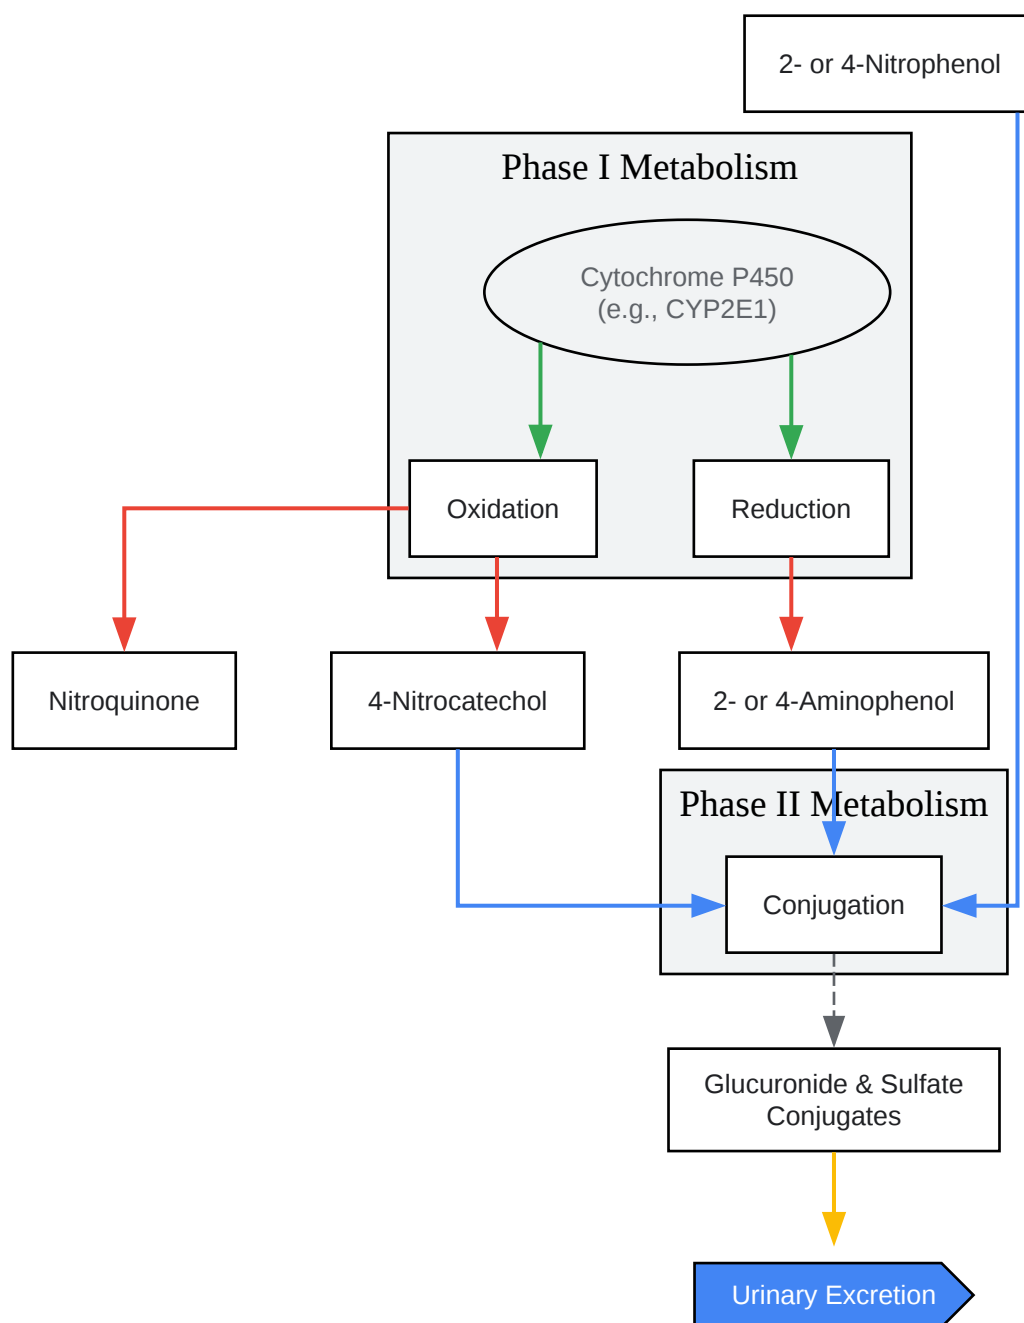 2- or 4-Nitrophenol
Phase I Metabolism
Cytochrome P450
(e.g., CYP2E1)
Oxidation
Reduction
Nitroquinone
4-Nitrocatechol
2- or 4-Aminophenol
Phase II Metabolism
Conjugation
Glucuronide & Sulfate
Conjugates
Urinary Excretion